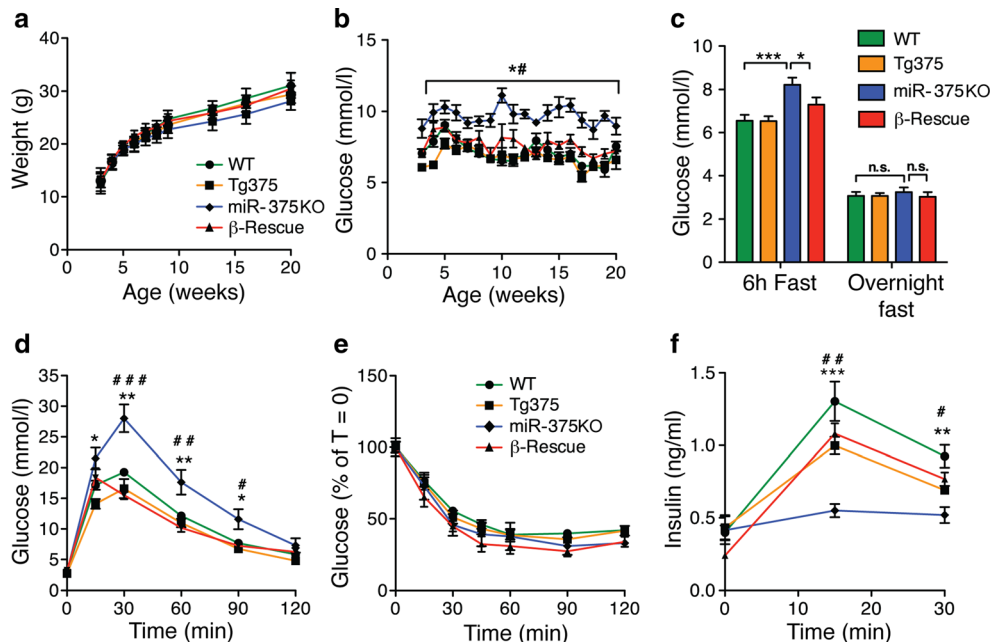 a
Weight (g)
40
30
20
10
0
0
5
10
15
20
Age (weeks)
WT
Tg375
miR-375KO
β-Rescue
b
Glucose (mmol/l)
15
10
5
0
0
5
10
15
20
Age (weeks)
*#
c
Glucose (mmol/l)
10
8
6
4
2
0
***
*
n.s.
n.s.
6h Fast
Overnight
fast
WT
Tg375
miR-375KO
β-Rescue
d
Glucose (mmol/l)
35
30
25
20
15
10
5
0
0
30
60
90
120
Time (min)
*
# # #
**
# #
**
#
*
e
Glucose (% of T = 0)
150
100
50
0
0
30
60
90
120
Time (min)
WT
Tg375
miR-375KO
β-Rescue
f
Insulin (ng/ml)
1.5
1.0
0.5
0.0
0
10
20
30
Time (min)
# #
***
#
**